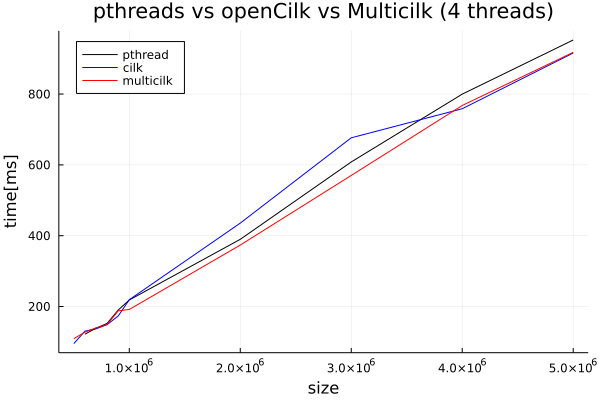 pthreads vs openCilk vs Multicilk (4 threads)
pthread
cilk
multicilk
time[ms]
800
600
400
200
1.0×10⁶ 2.0×10⁶ 3.0×10⁶ 4.0×10⁶ 5.0×10⁶
size